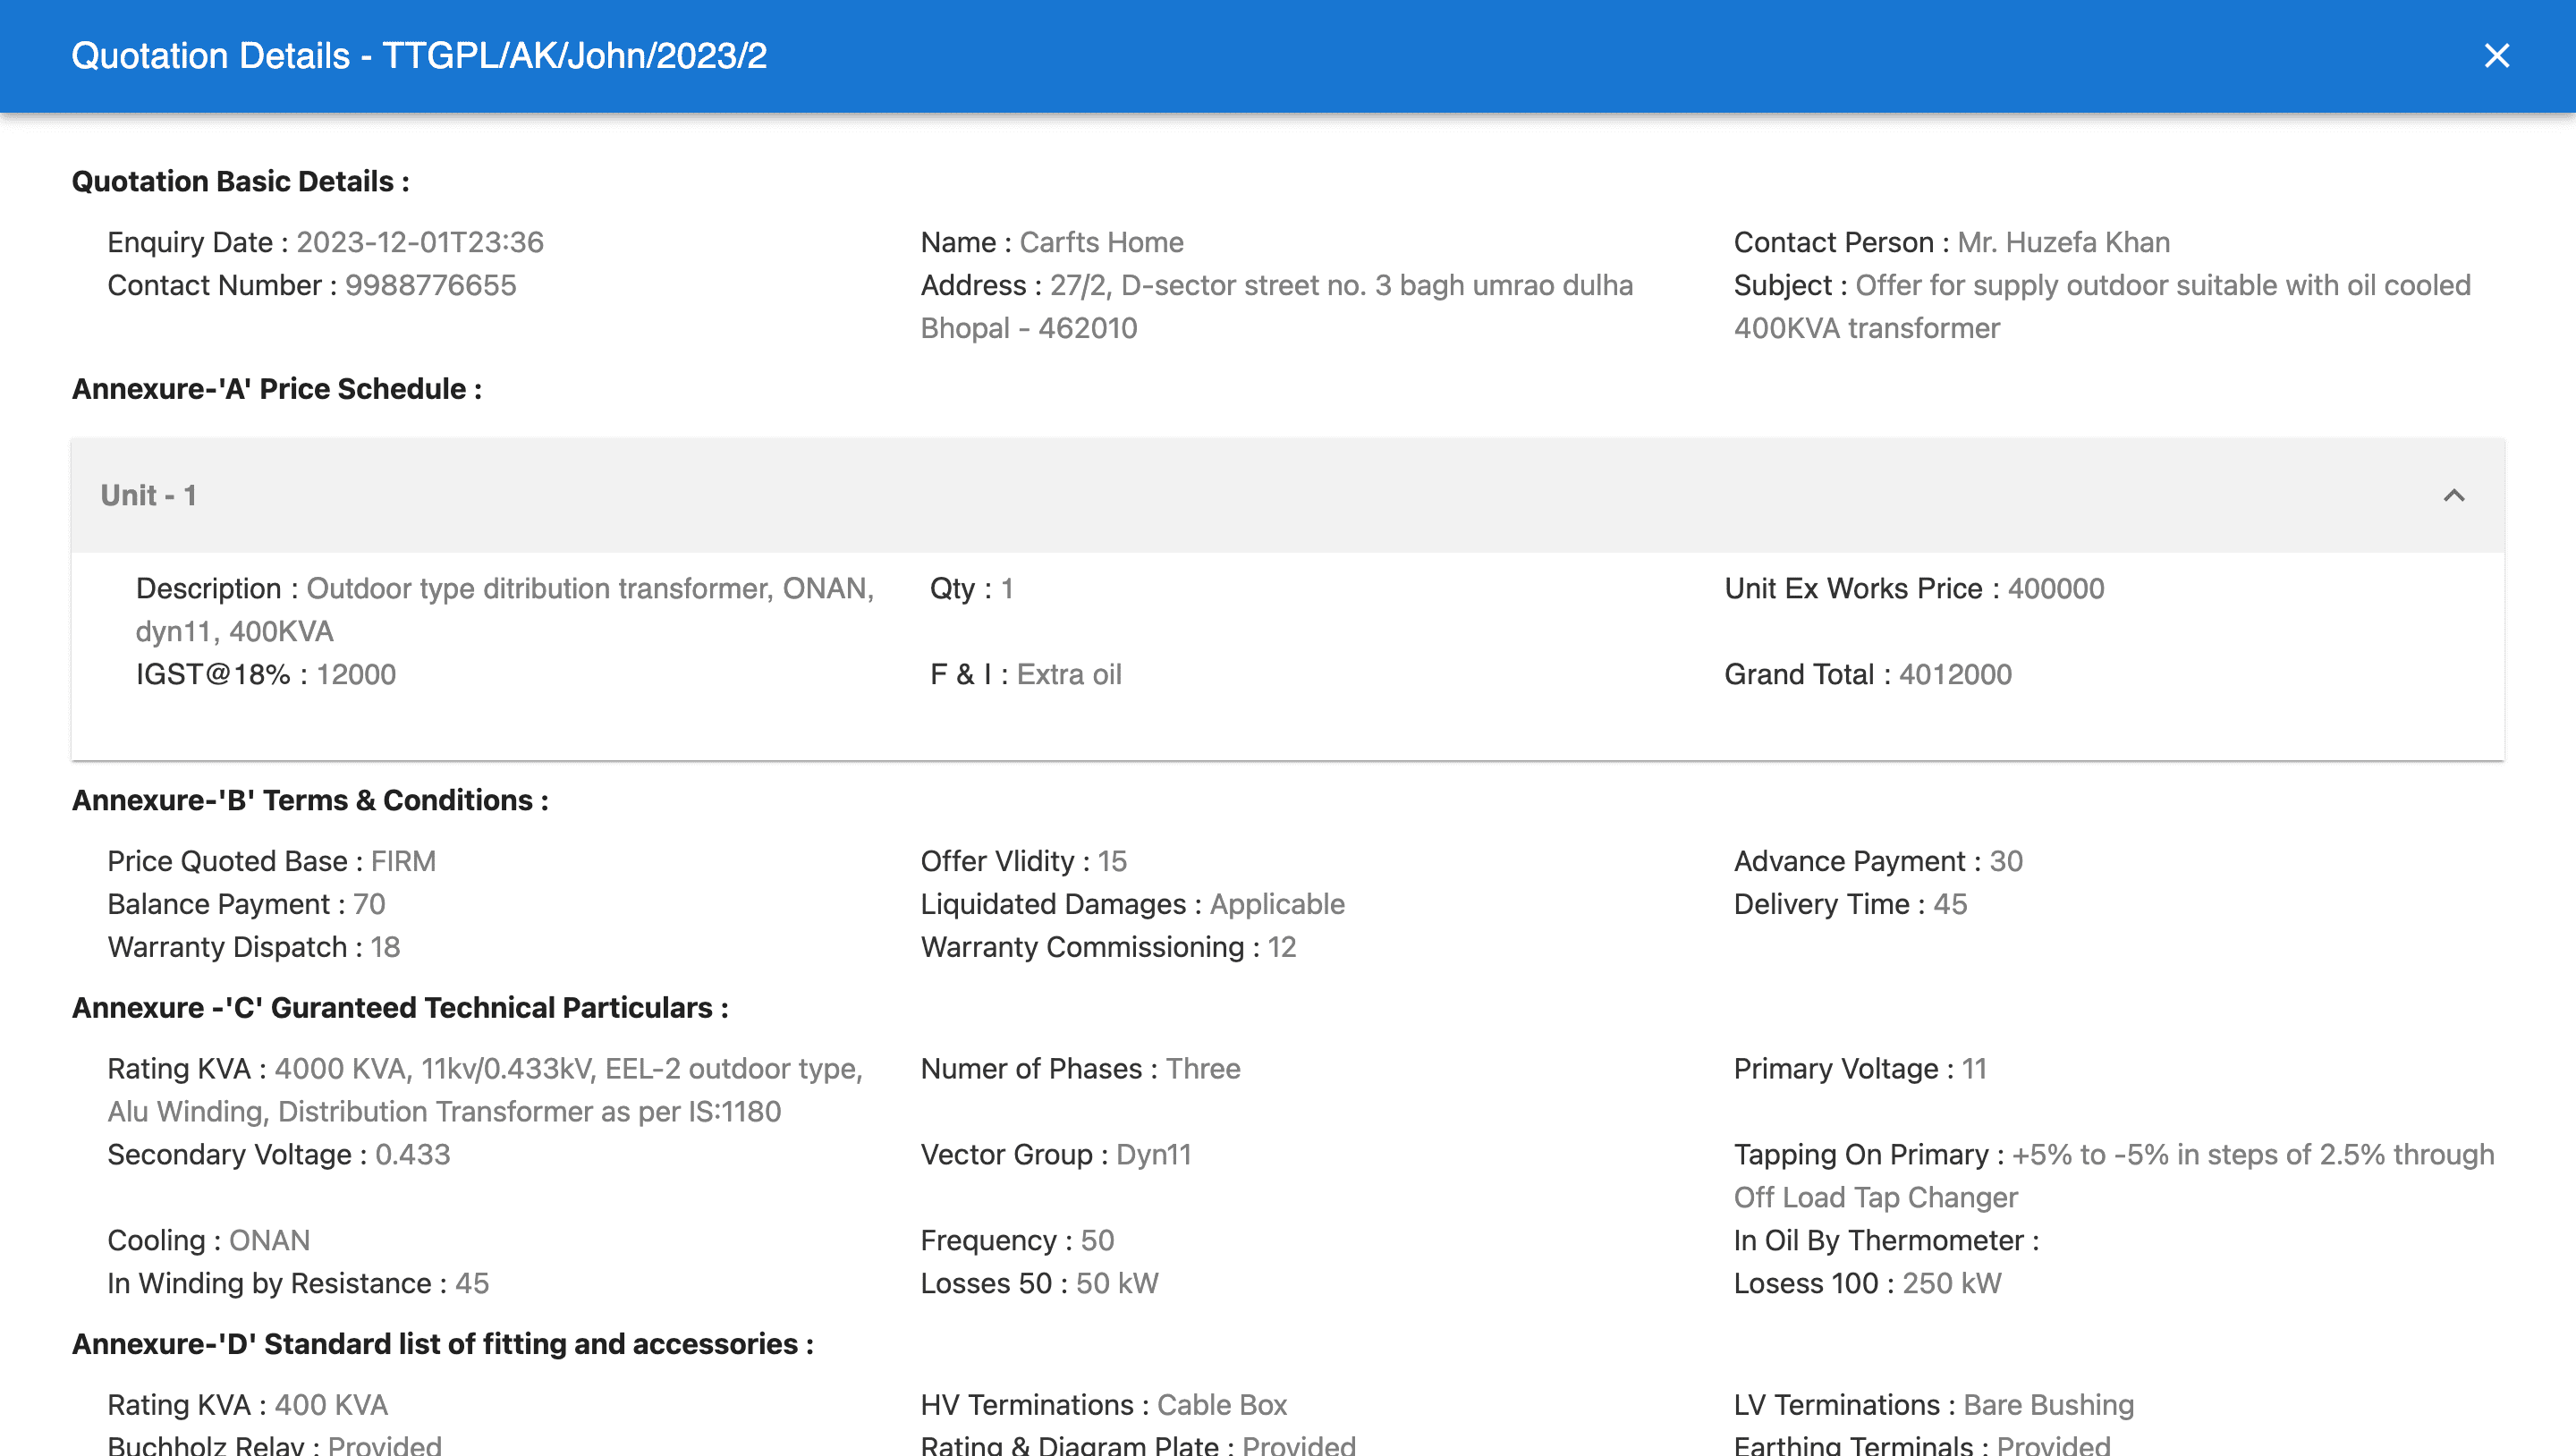 Quotation Details - TTGPL/AK/John/2023/2
Quotation Basic Details :
Enquiry Date : 2023-12-01T23:36
Name : Carfts Home
Contact Person : Mr. Huzefa Khan
Contact Number : 9988776655
Address : 27/2, D-sector street no. 3 bagh umrao dulha
Bhopal - 462010
Subject : Offer for supply outdoor suitable with oil cooled
400KVA transformer
Annexure-'A' Price Schedule :
Unit - 1
Description : Outdoor type ditribution transformer, ONAN,
dyn11, 400KVA
Qty : 1
Unit Ex Works Price : 400000
IGST@18% : 12000
F & I : Extra oil
Grand Total : 4012000
Annexure-'B' Terms & Conditions :
Price Quoted Base : FIRM
Offer Vlidity : 15
Advance Payment : 30
Balance Payment : 70
Liquidated Damages : Applicable
Delivery Time : 45
Warranty Dispatch : 18
Warranty Commissioning : 12
Annexure -'C' Guranteed Technical Particulars :
Rating KVA : 4000 KVA, 11kv/0.433kV, EEL-2 outdoor type,
Alu Winding, Distribution Transformer as per IS:1180
Numer of Phases : Three
Primary Voltage : 11
Secondary Voltage : 0.433
Vector Group : Dyn11
Tapping On Primary : +5% to -5% in steps of 2.5% through
Off Load Tap Changer
Cooling : ONAN
Frequency : 50
In Oil By Thermometer :
In Winding by Resistance : 45
Losses 50 : 50 kW
Losess 100 : 250 kW
Annexure-'D' Standard list of fitting and accessories :
Rating KVA : 400 KVA
HV Terminations : Cable Box
LV Terminations : Bare Bushing
Buchholz Relay : Provided
Rating & Diagram Plate : Provided
Earthing Terminals : Provided